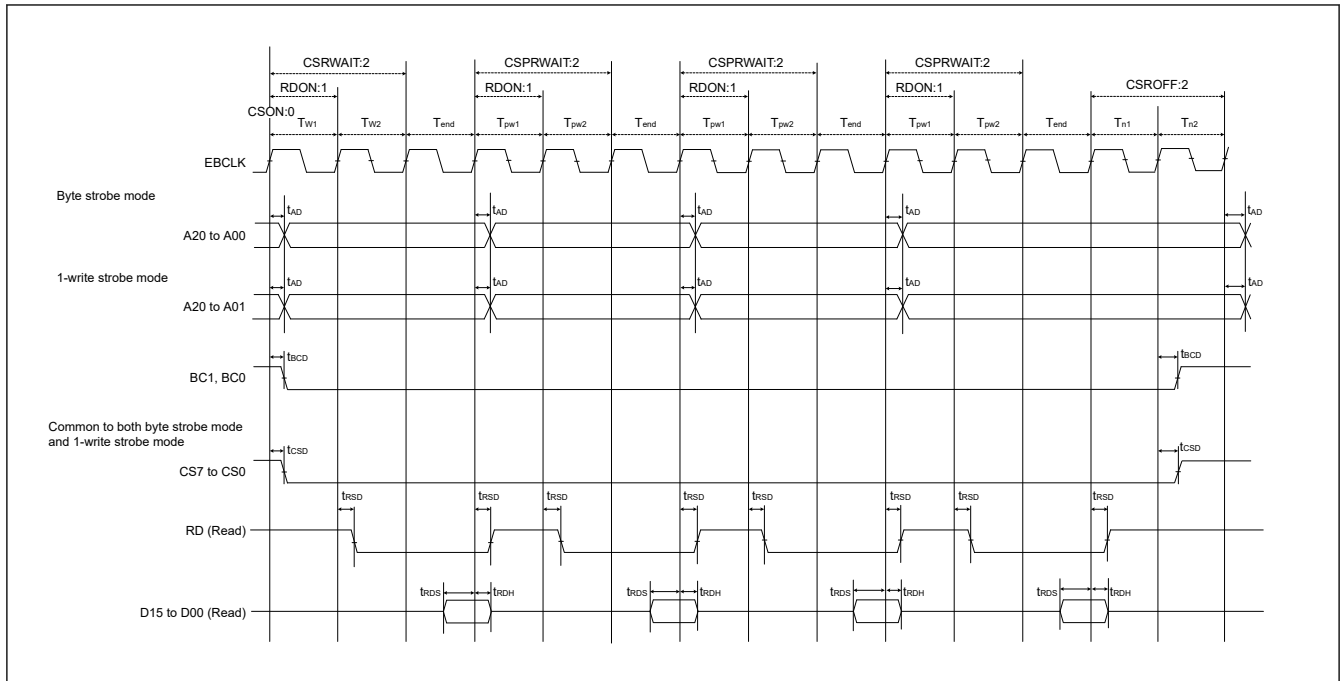 CSRWAIT:2 CSPRWAIT:2 CSPRWAIT:2 CSPRWAIT:2
RDON:1 RDON:1 RDON:1 RDON:1 CSROFF:2
CSON:0
TW1 TW2 Tend Tpw1 Tpw2 Tend Tpw1 Tpw2 Tend Tpw1 Tpw2 Tend Tn1 Tn2
EBCLK
Byte strobe mode
tAD tAD tAD tAD tAD
A20 to A00
1-write strobe mode
tAD tAD tAD tAD tAD
A20 to A01
tBCD tBCD
BC1, BC0
Common to both byte strobe mode
and 1-write strobe mode
tCSD tCSD
CS7 to CS0
tRSD tRSD tRSD tRSD tRSD tRSD tRSD tRSD
RD (Read)
tRDS tRDH tRDS tRDH tRDS tRDH tRDS tRDH
D15 to D00 (Read)